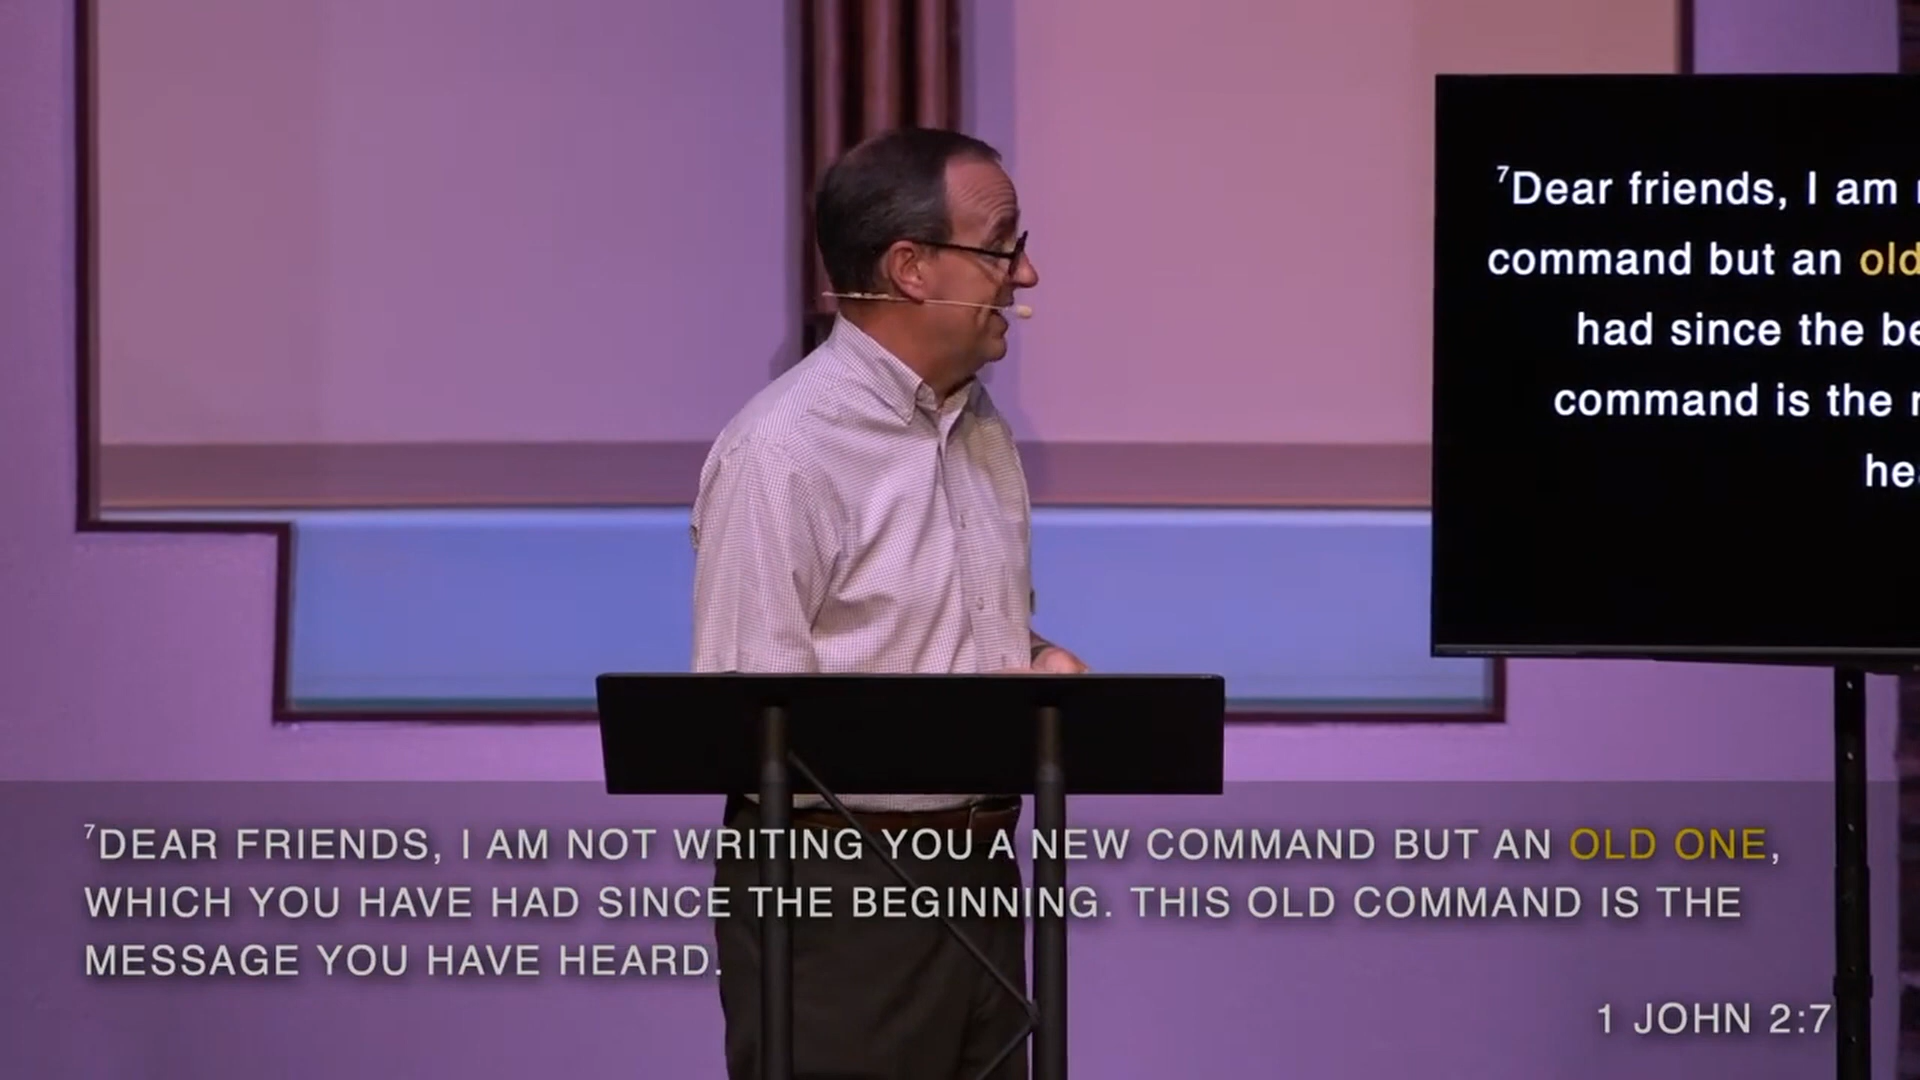 ⁷Dear friends, I am
command but an old
had since the be
command is the
he
⁷DEAR FRIENDS, I AM NOT WRITING YOU A NEW COMMAND BUT AN OLD ONE,
WHICH YOU HAVE HAD SINCE THE BEGINNING. THIS OLD COMMAND IS THE
MESSAGE YOU HAVE HEARD.
1 JOHN 2:7